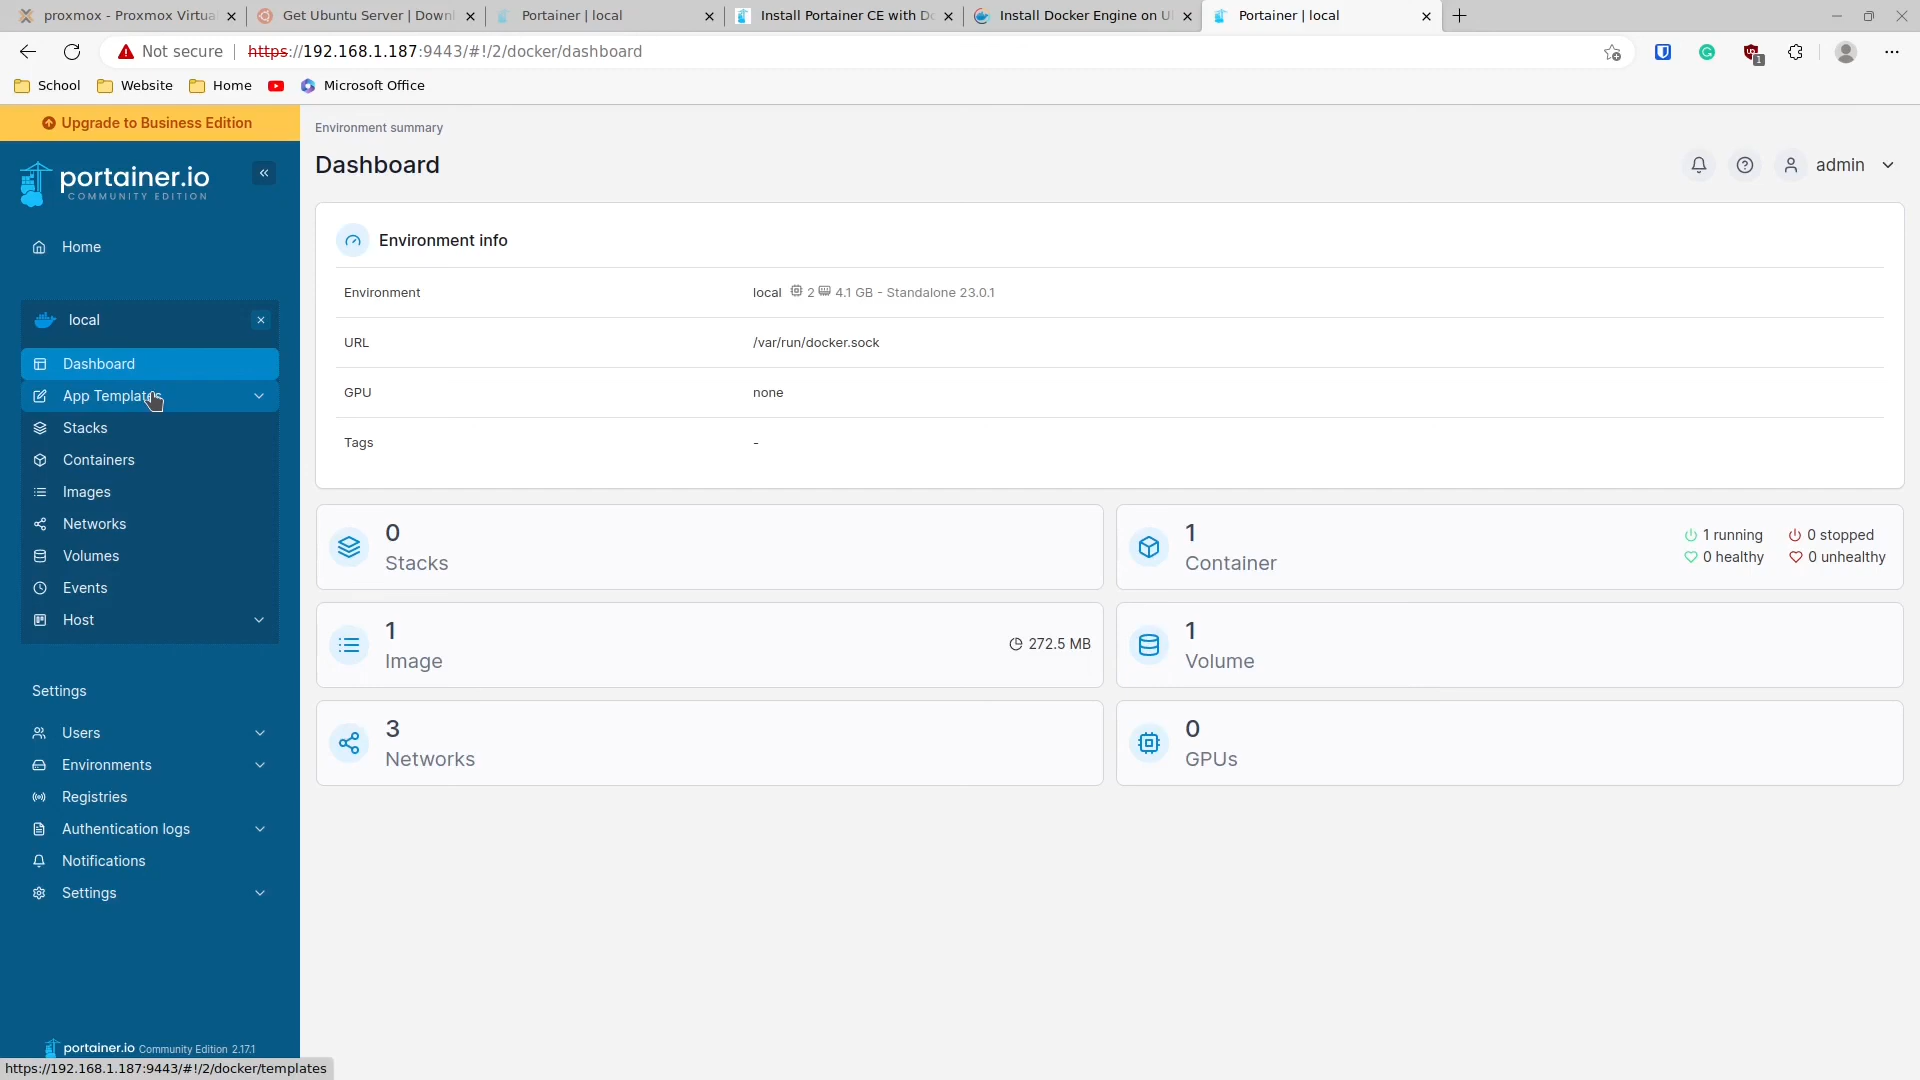 proxmox - Proxmox Virtua
Get Ubuntu Server | Downl
Portainer | local
Install Portainer CE with Do
Install Docker Engine on U
Portainer | local
Not secure
https://192.168.1.187:9443/#!/2/docker/dashboard
1
School
Website
Home
Microsoft Office
Upgrade to Business Edition
portainer.io
COMMUNITY EDITION
Home
local
Dashboard
App Templates
Stacks
Containers
Images
Networks
Volumes
Events
Host
Settings
Users
Environments
Registries
Authentication logs
Notifications
Settings
portainer.io Community Edition 2.17.1
https://192.168.1.187:9443/#!/2/docker/templates
Environment summary
Dashboard
admin
Environment info
Environment local 2 4.1 GB - Standalone 23.0.1
URL /var/run/docker.sock
GPU none
Tags -
0
Stacks
1
Container
1 running 0 stopped
0 healthy 0 unhealthy
1
Image
272.5 MB
1
Volume
3
Networks
0
GPUs